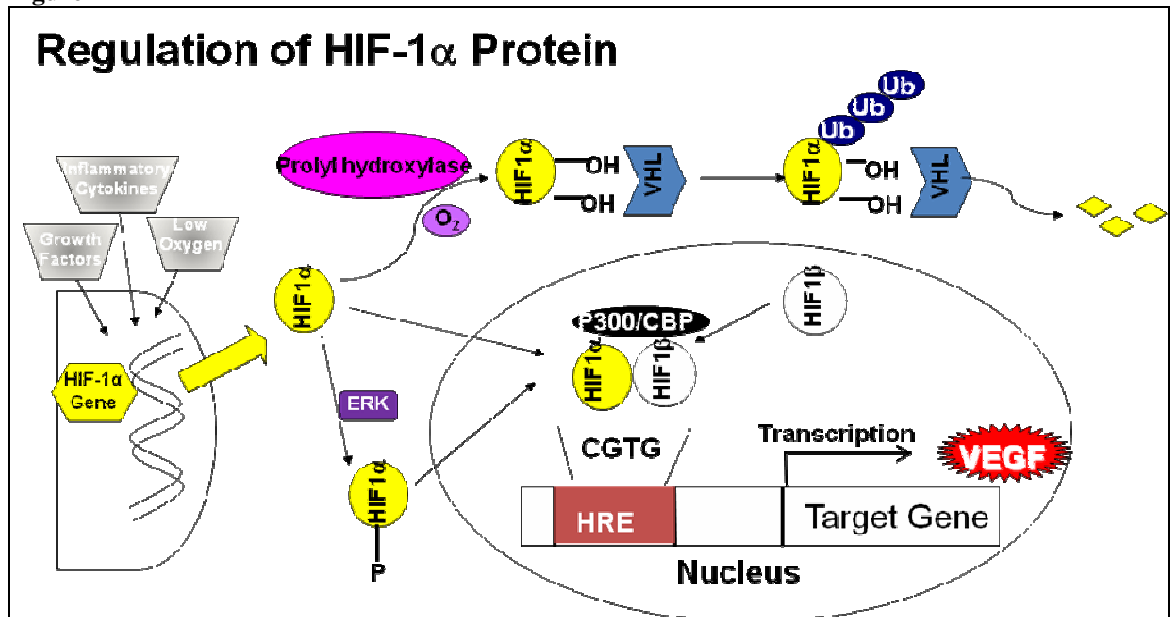 Regulation of HIF-1α Protein
Inflammatory
Cytokines
Growth
Factors
Low
Oxygen
HIF-1α
Gene
HIF1α
Prolyl hydroxylase
O2
HIF1α
OH
OH
VHL
HIF1α
Ub
Ub
Ub
OH
OH
VHL
ERK
HIF1α
P
P300/CBP
HIF1α
HIF1β
HIF1β
CGTG
HRE
Transcription
VEGF
Target Gene
Nucleus